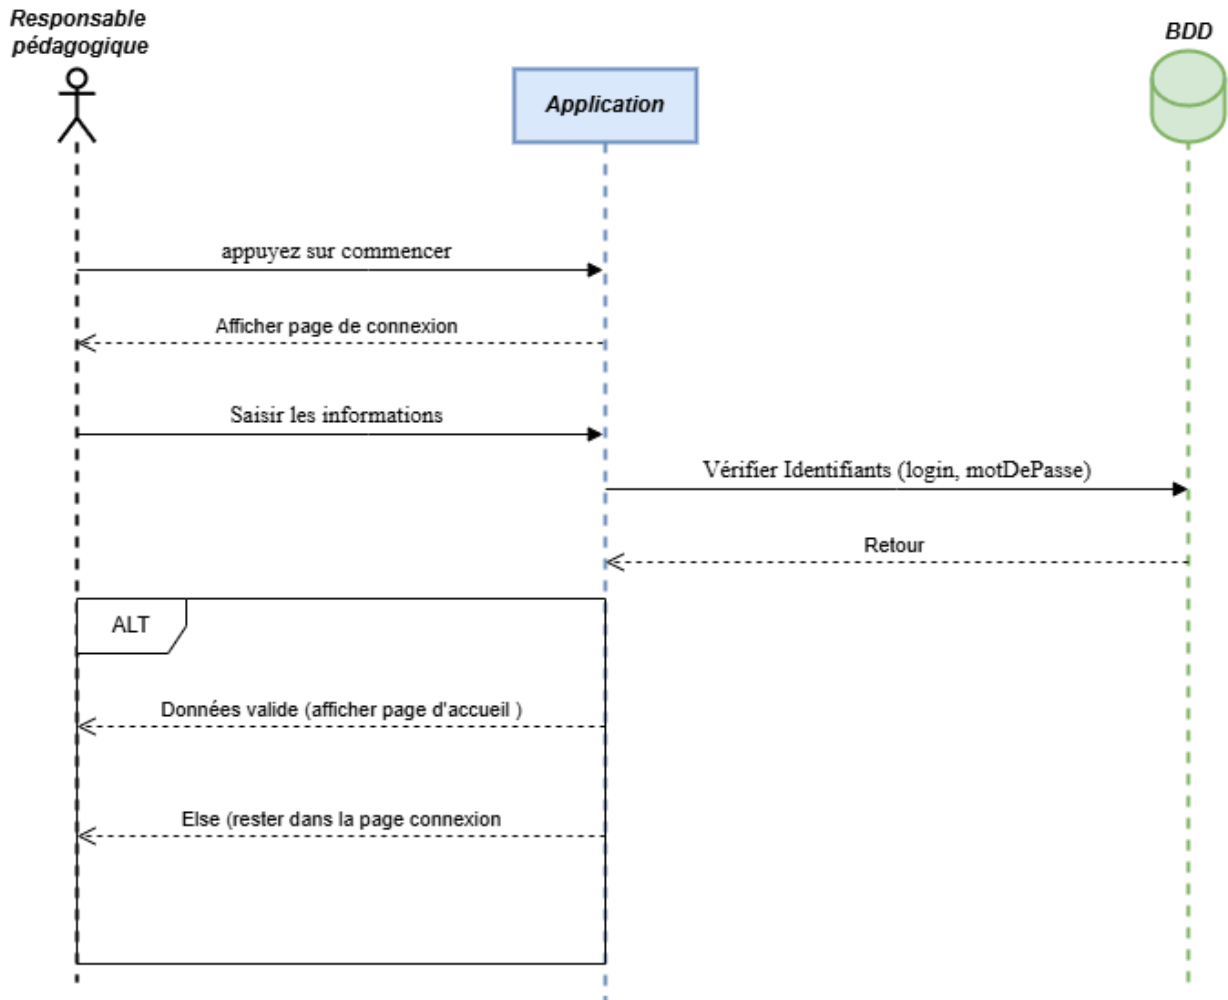 Responsable
pédagogique
Application
BDD
appuyez sur commencer
Afficher page de connexion
Saisir les informations
Vérifier Identifiants (login, motDePasse)
Retour
ALT
Données valide (afficher page d'accueil )
Else (rester dans la page connexion